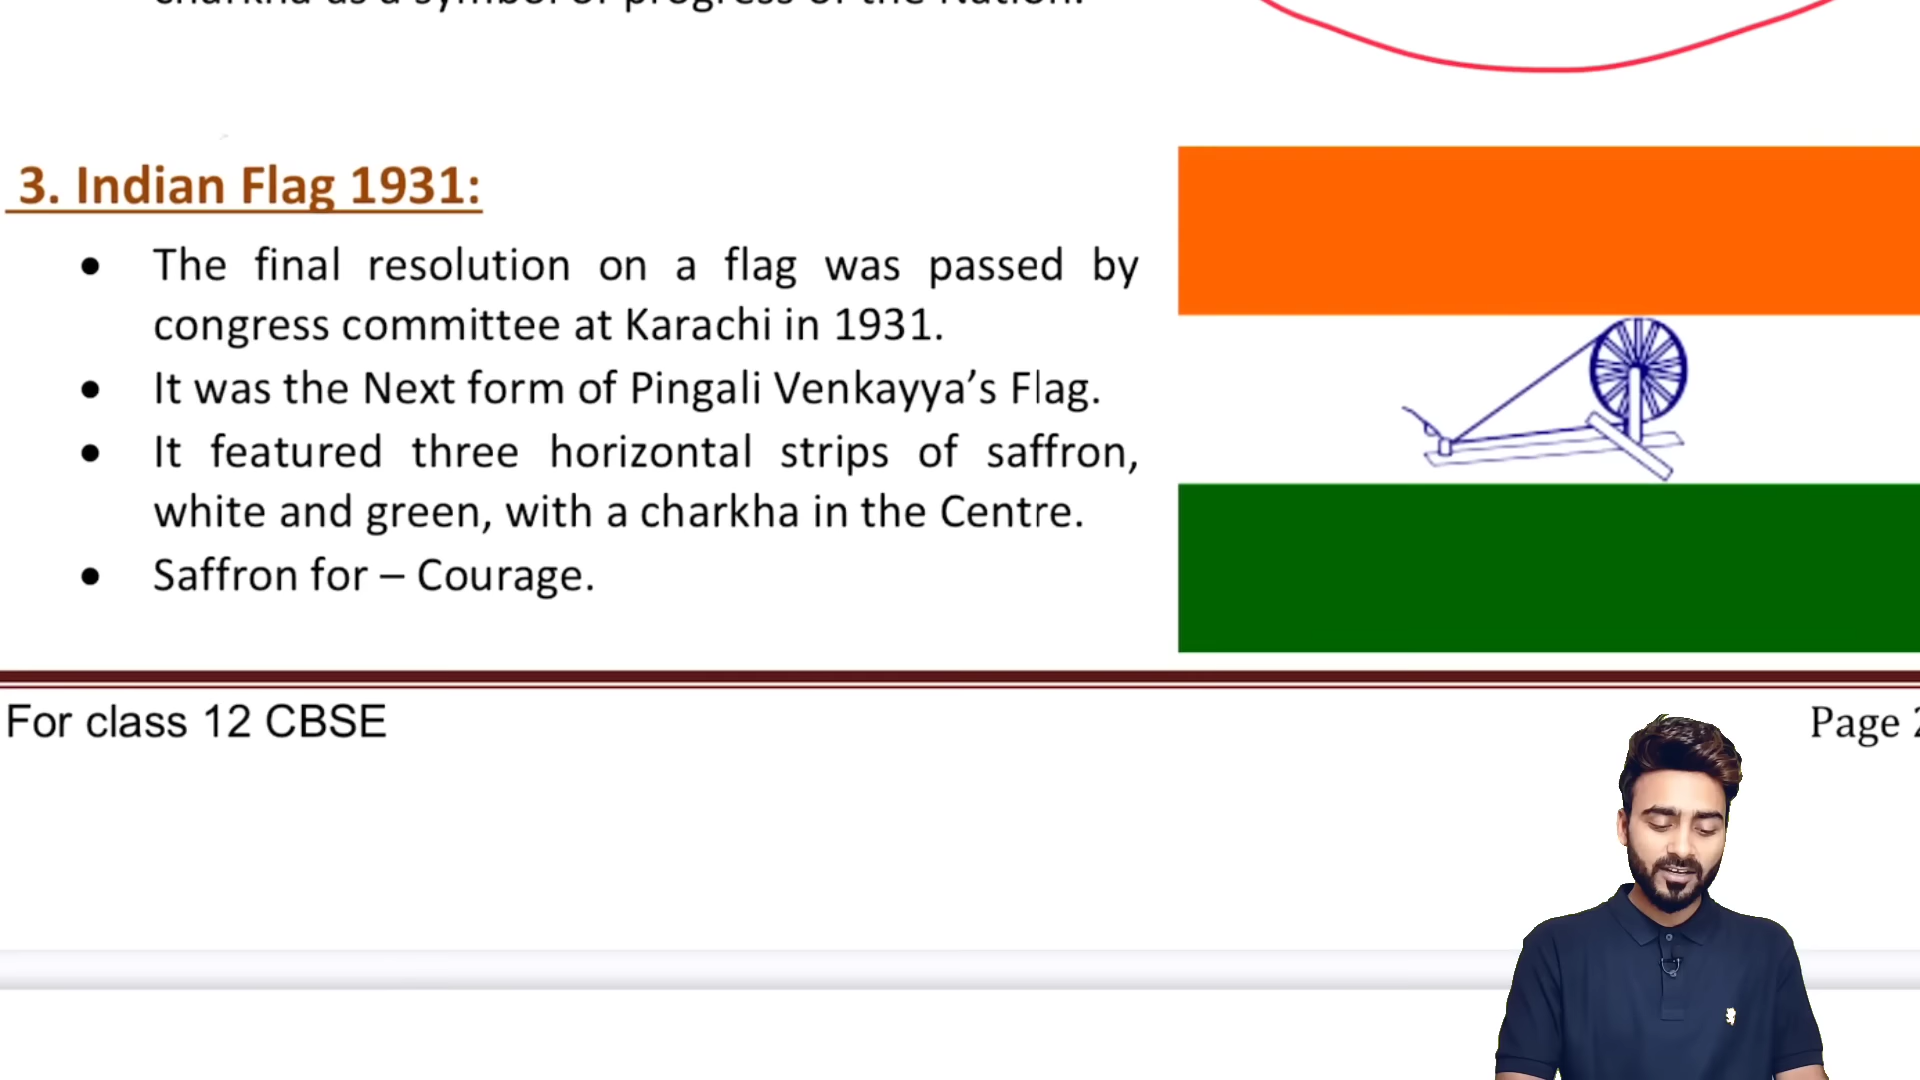 charkha as a symbol of progress of the Nation.
3. Indian Flag 1931:
• The final resolution on a flag was passed by
congress committee at Karachi in 1931.
• It was the Next form of Pingali Venkayya’s Flag.
• It featured three horizontal strips of saffron,
white and green, with a charkha in the Centre.
• Saffron for – Courage.
For class 12 CBSE
Page